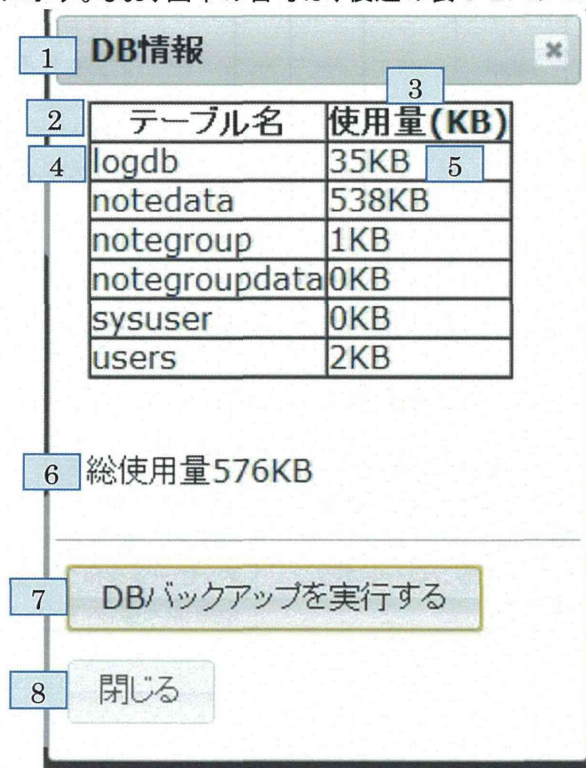 1 DB情報
3
2 テーブル名 使用量(KB)
4 logdb 35KB 5
notedata 538KB
notegroup 1KB
notegroupdata 0KB
sysuser 0KB
users 2KB
6 総使用量576KB
7 DBバックアップを実行する
8 閉じる